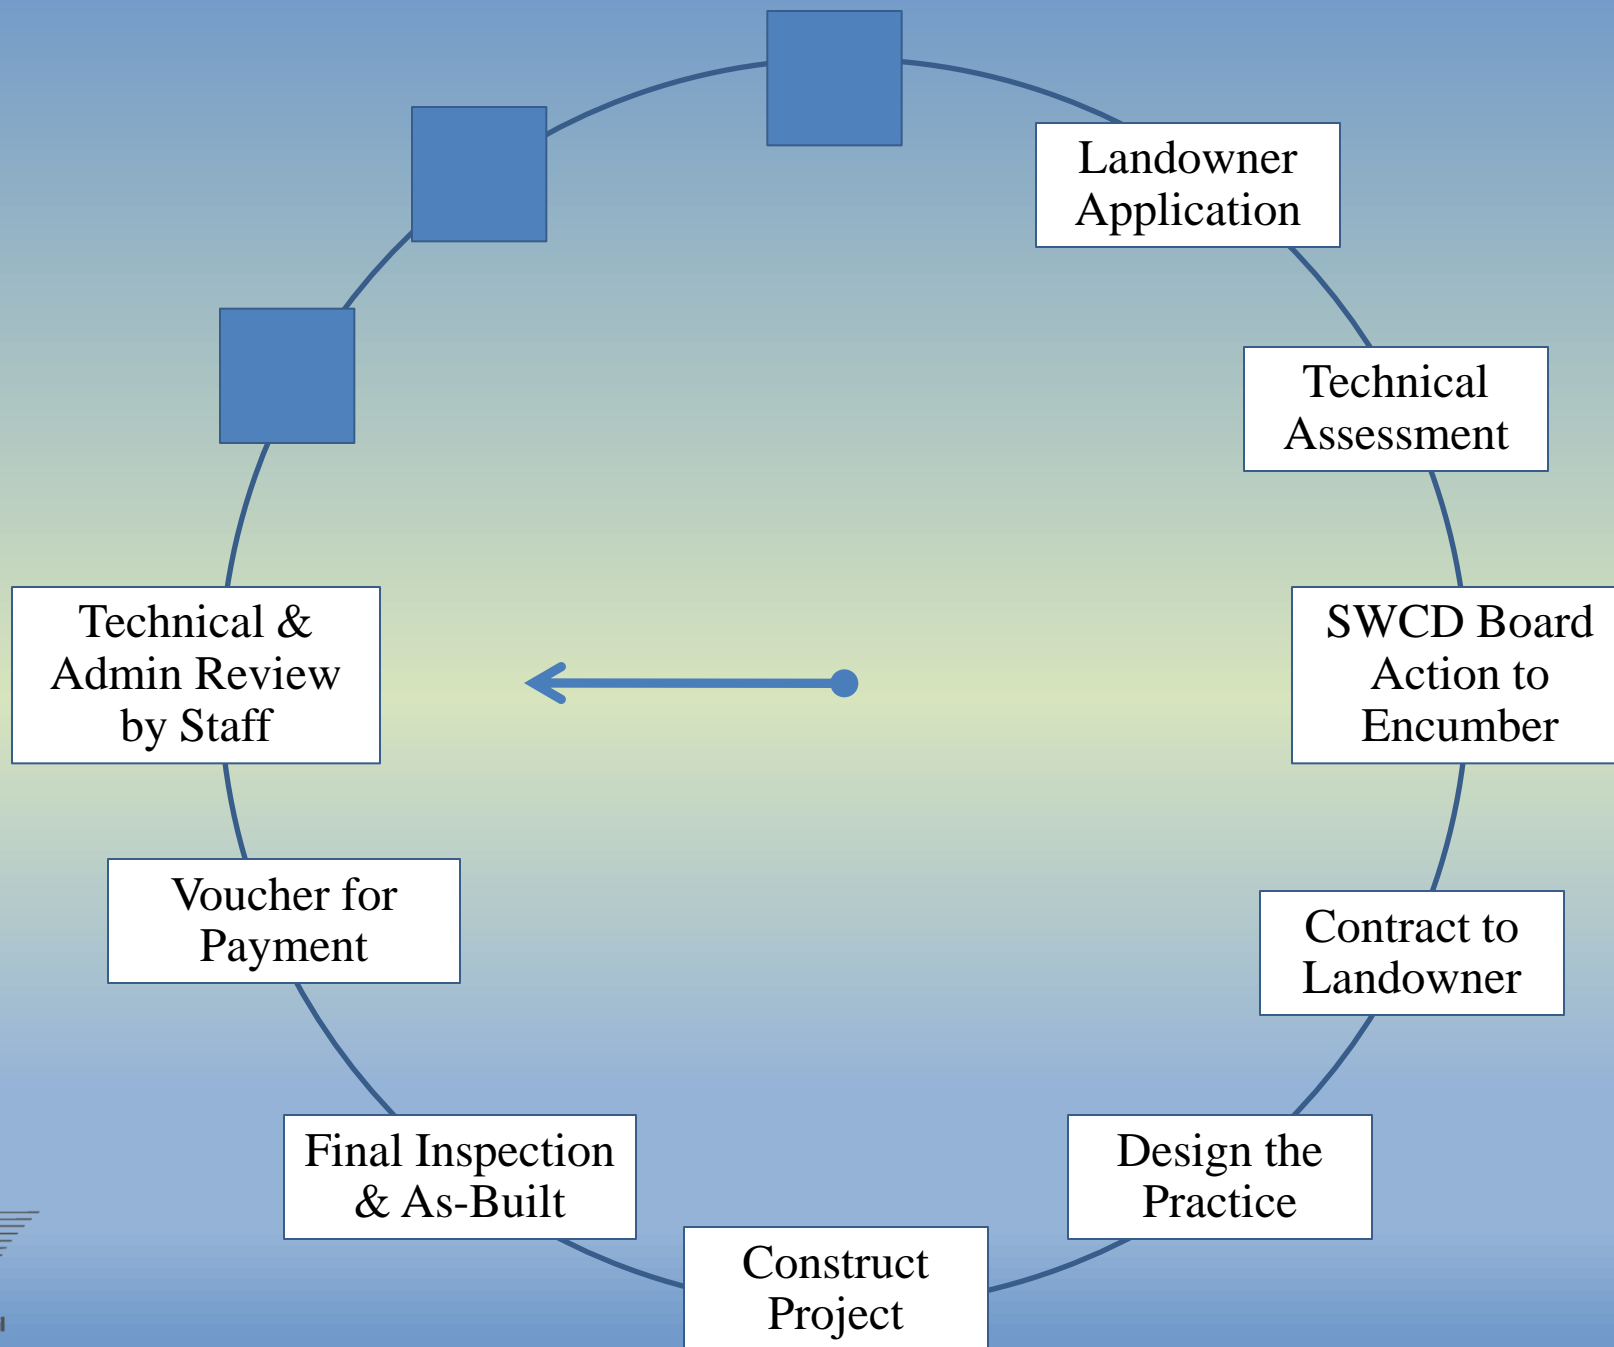 Landowner
Application
Technical
Assessment
SWCD Board
Action to
Encumber
Contract to
Landowner
Design the
Practice
Construct
Project
Final Inspection
& As-Built
Voucher for
Payment
Technical &
Admin Review
by Staff